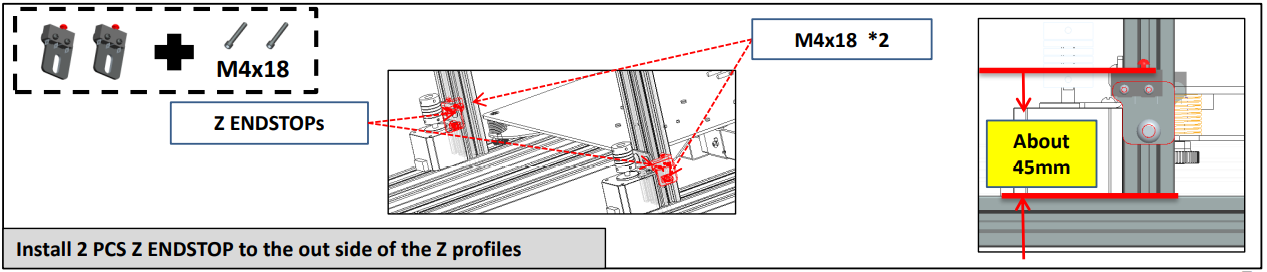 M4x18
Z ENDSTOPs
M4x18 *2
About
45mm
Install 2 PCS Z ENDSTOP to the out side of the Z profiles